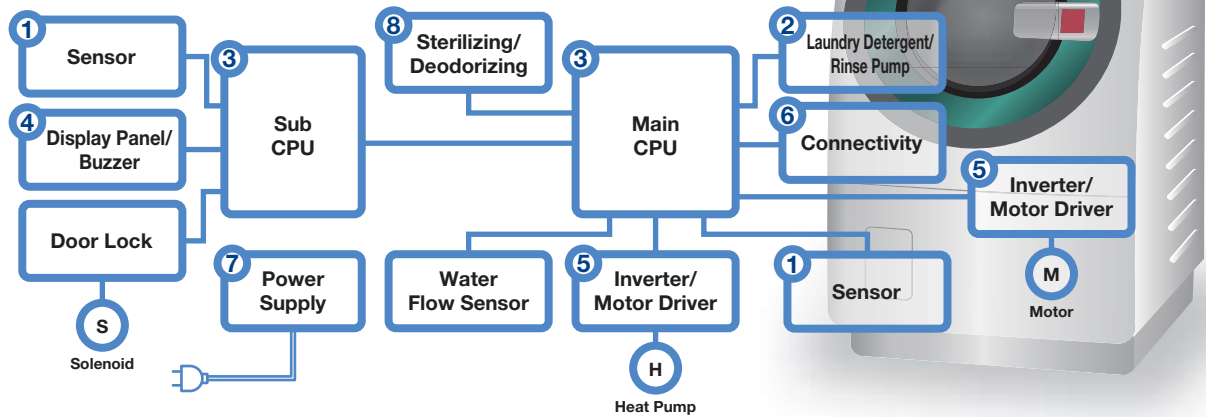 1
Sensor
3
Sub
CPU
4
Display Panel/
Buzzer
Door Lock
S
Solenoid
7
Power
Supply
8
Sterilizing/
Deodorizing
3
Main
CPU
2
Laundry Detergent/
Rinse Pump
6
Connectivity
5
Inverter/
Motor Driver
M
Motor
Water
Flow Sensor
5
Inverter/
Motor Driver
H
Heat Pump
1
Sensor